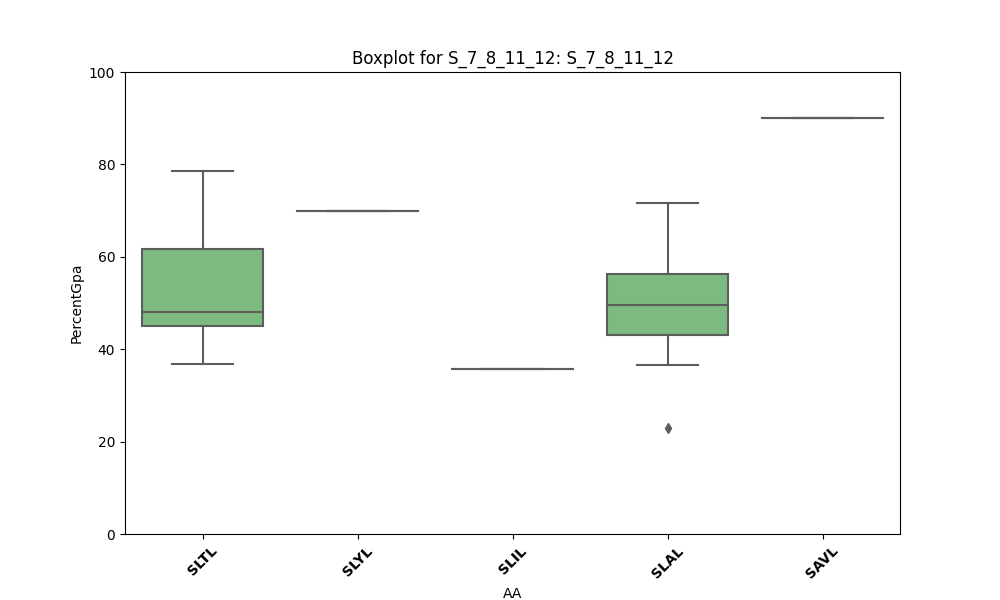 Boxplot for S_7_8_11_12: S_7_8_11_12
100
80
60
40
20
0
PercentGpa
SLTL
SLYL
SLIL
SLAL
SAVL
AA